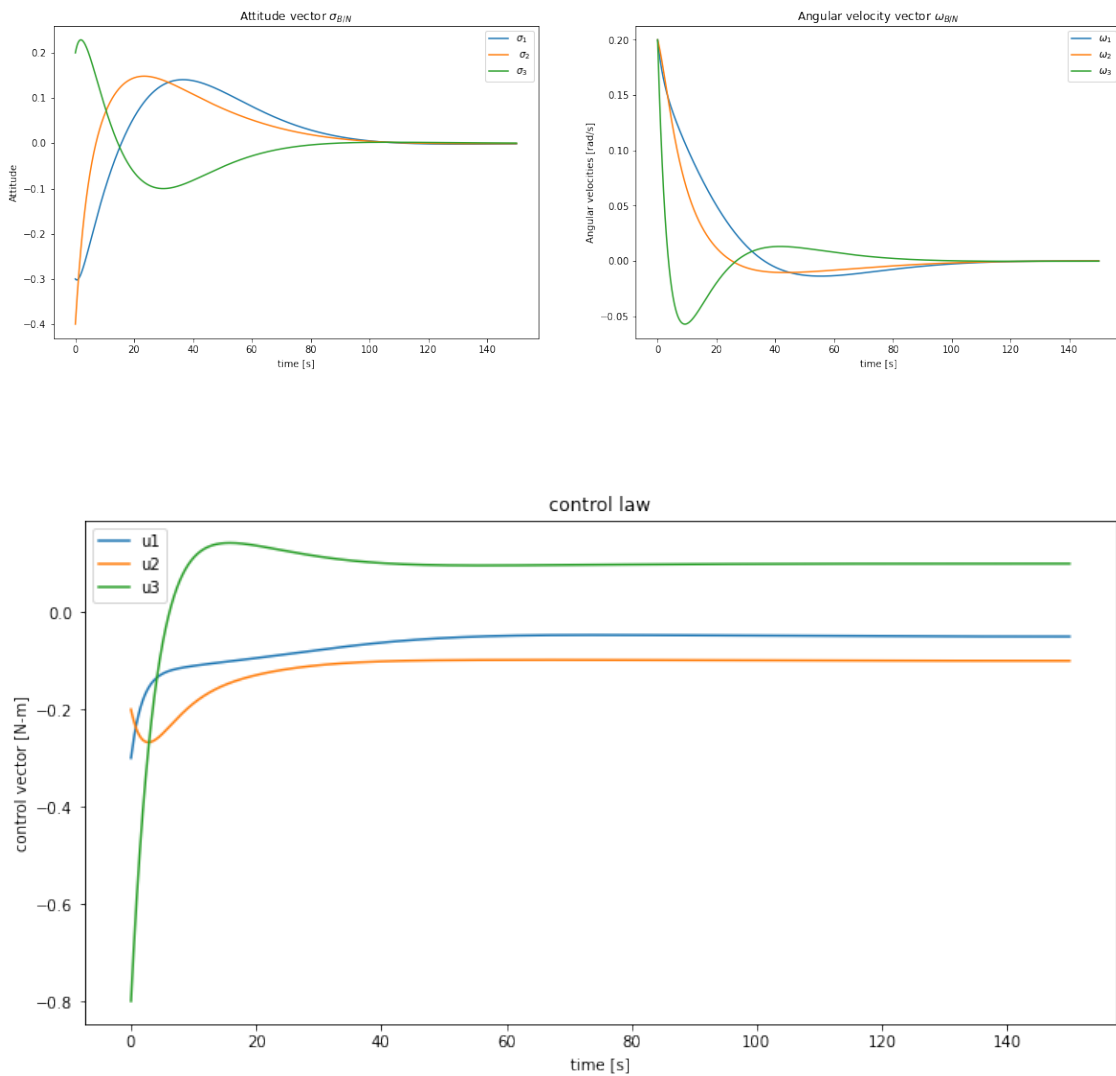 Attitude vector σB/N
σ1
σ2
σ3
0.2
0.1
0.0
−0.1
−0.2
−0.3
−0.4
Attitude
0 20 40 60 80 100 120 140
time [s]
Angular velocity vector ωB/N
ω1
ω2
ω3
0.20
0.15
0.10
0.05
0.00
−0.05
Angular velocities [rad/s]
0 20 40 60 80 100 120 140
time [s]
control law
u1
u2
u3
0.0
−0.2
−0.4
−0.6
−0.8
control vector [N-m]
0 20 40 60 80 100 120 140
time [s]